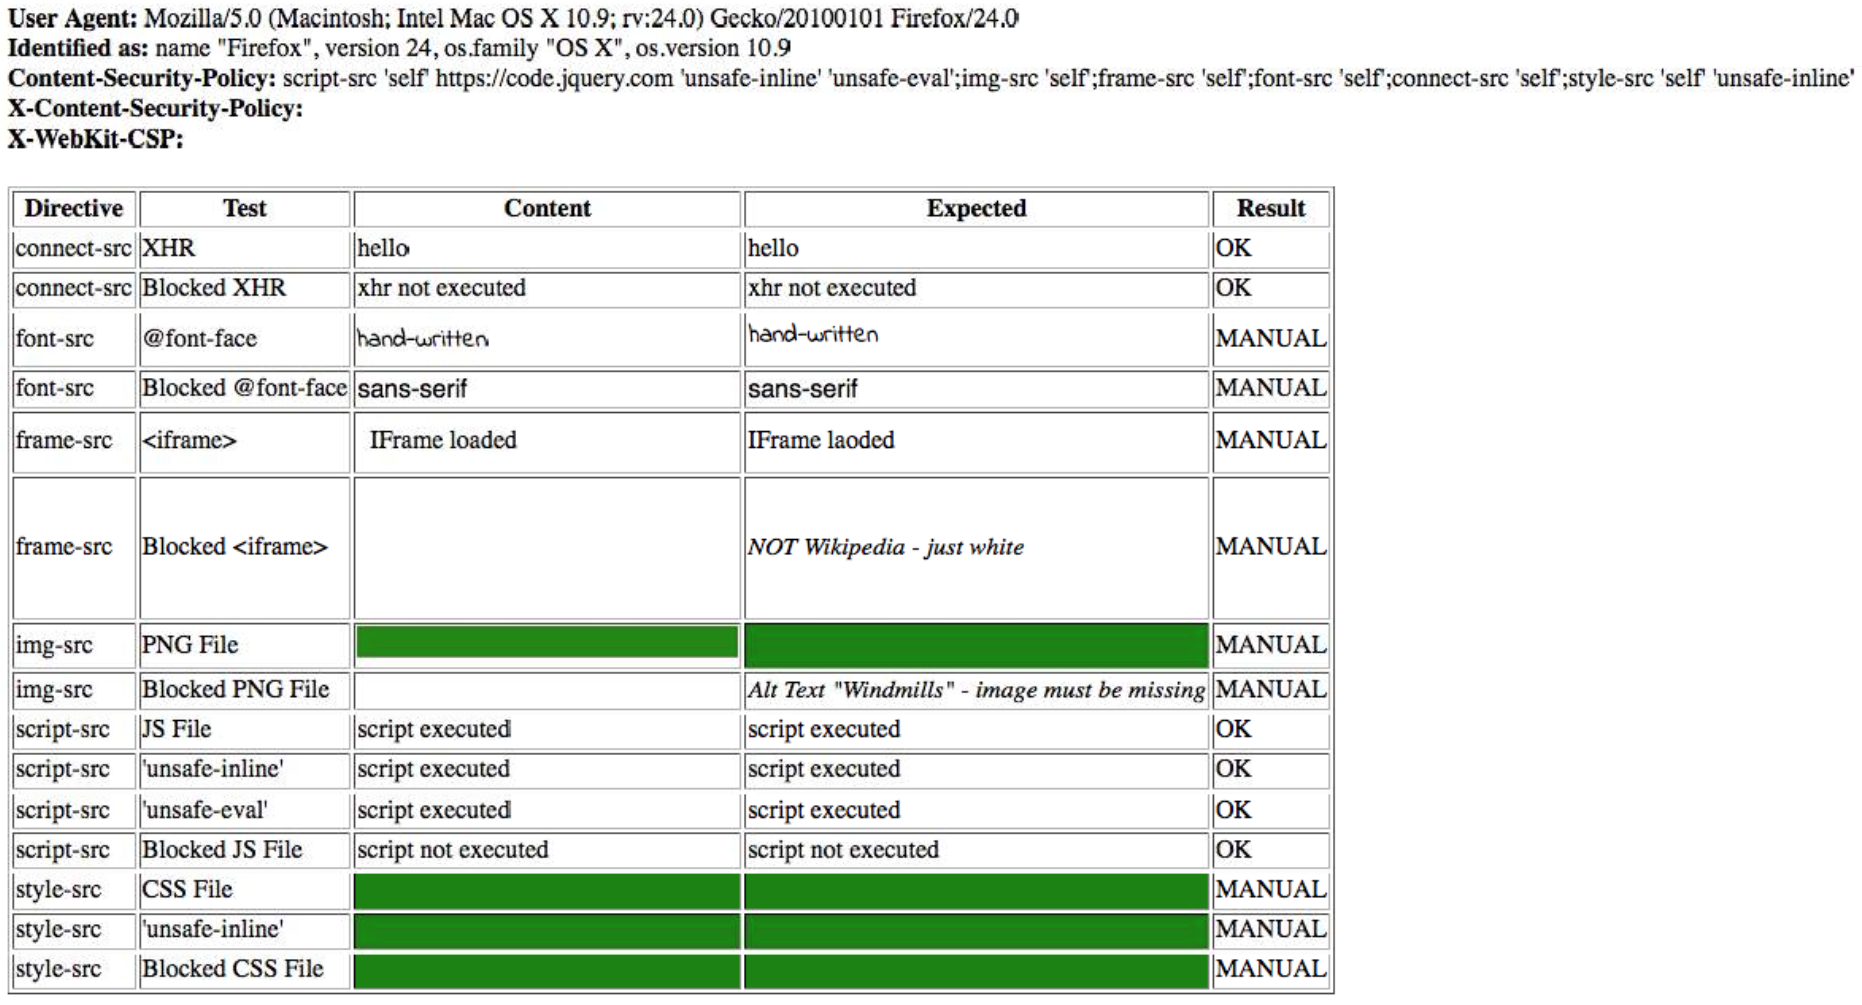 User Agent: Mozilla/5.0 (Macintosh; Intel Mac OS X 10.9; rv:24.0) Gecko/20100101 Firefox/24.0
Identified as: name "Firefox", version 24, os.family "OS X", os.version 10.9
Content-Security-Policy: script-src 'self' https://code.jquery.com 'unsafe-inline' 'unsafe-eval';img-src 'self';frame-src 'self';font-src 'self';connect-src 'self';style-src 'self' 'unsafe-inline'
X-Content-Security-Policy:
X-WebKit-CSP:
Directive Test Content Expected Result
connect-src XHR hello hello OK
connect-src Blocked XHR xhr not executed xhr not executed OK
font-src @font-face hand-written hand-written MANUAL
font-src Blocked @font-face sans-serif sans-serif MANUAL
frame-src <iframe> IFrame loaded IFrame laoded MANUAL
frame-src Blocked <iframe> NOT Wikipedia - just white MANUAL
img-src PNG File MANUAL
img-src Blocked PNG File Alt Text "Windmills" - image must be missing MANUAL
script-src JS File script executed script executed OK
script-src 'unsafe-inline' script executed script executed OK
script-src 'unsafe-eval' script executed script executed OK
script-src Blocked JS File script not executed script not executed OK
style-src CSS File MANUAL
style-src 'unsafe-inline' MANUAL
style-src Blocked CSS File MANUAL